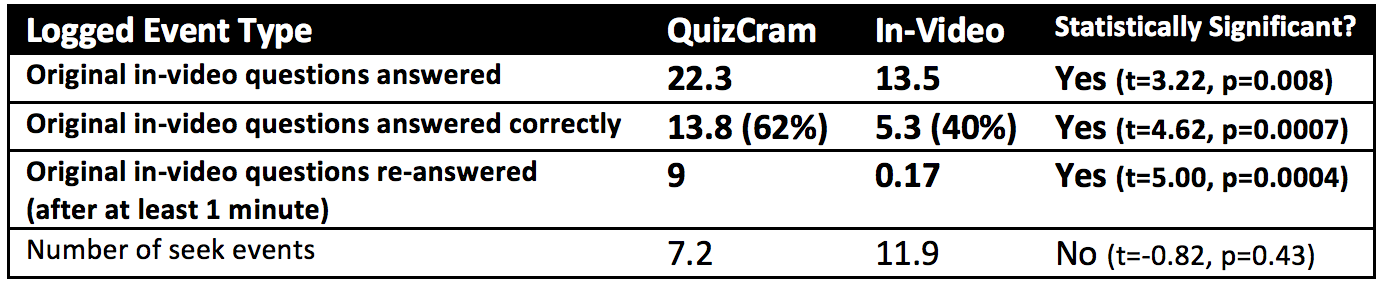 Logged Event Type QuizCram In-Video Statistically Significant?
Original in-video questions answered 22.3 13.5 Yes (t=3.22, p=0.008)
Original in-video questions answered correctly 13.8 (62%) 5.3 (40%) Yes (t=4.62, p=0.0007)
Original in-video questions re-answered 9 0.17 Yes (t=5.00, p=0.0004)
(after at least 1 minute)
Number of seek events 7.2 11.9 No (t=-0.82, p=0.43)